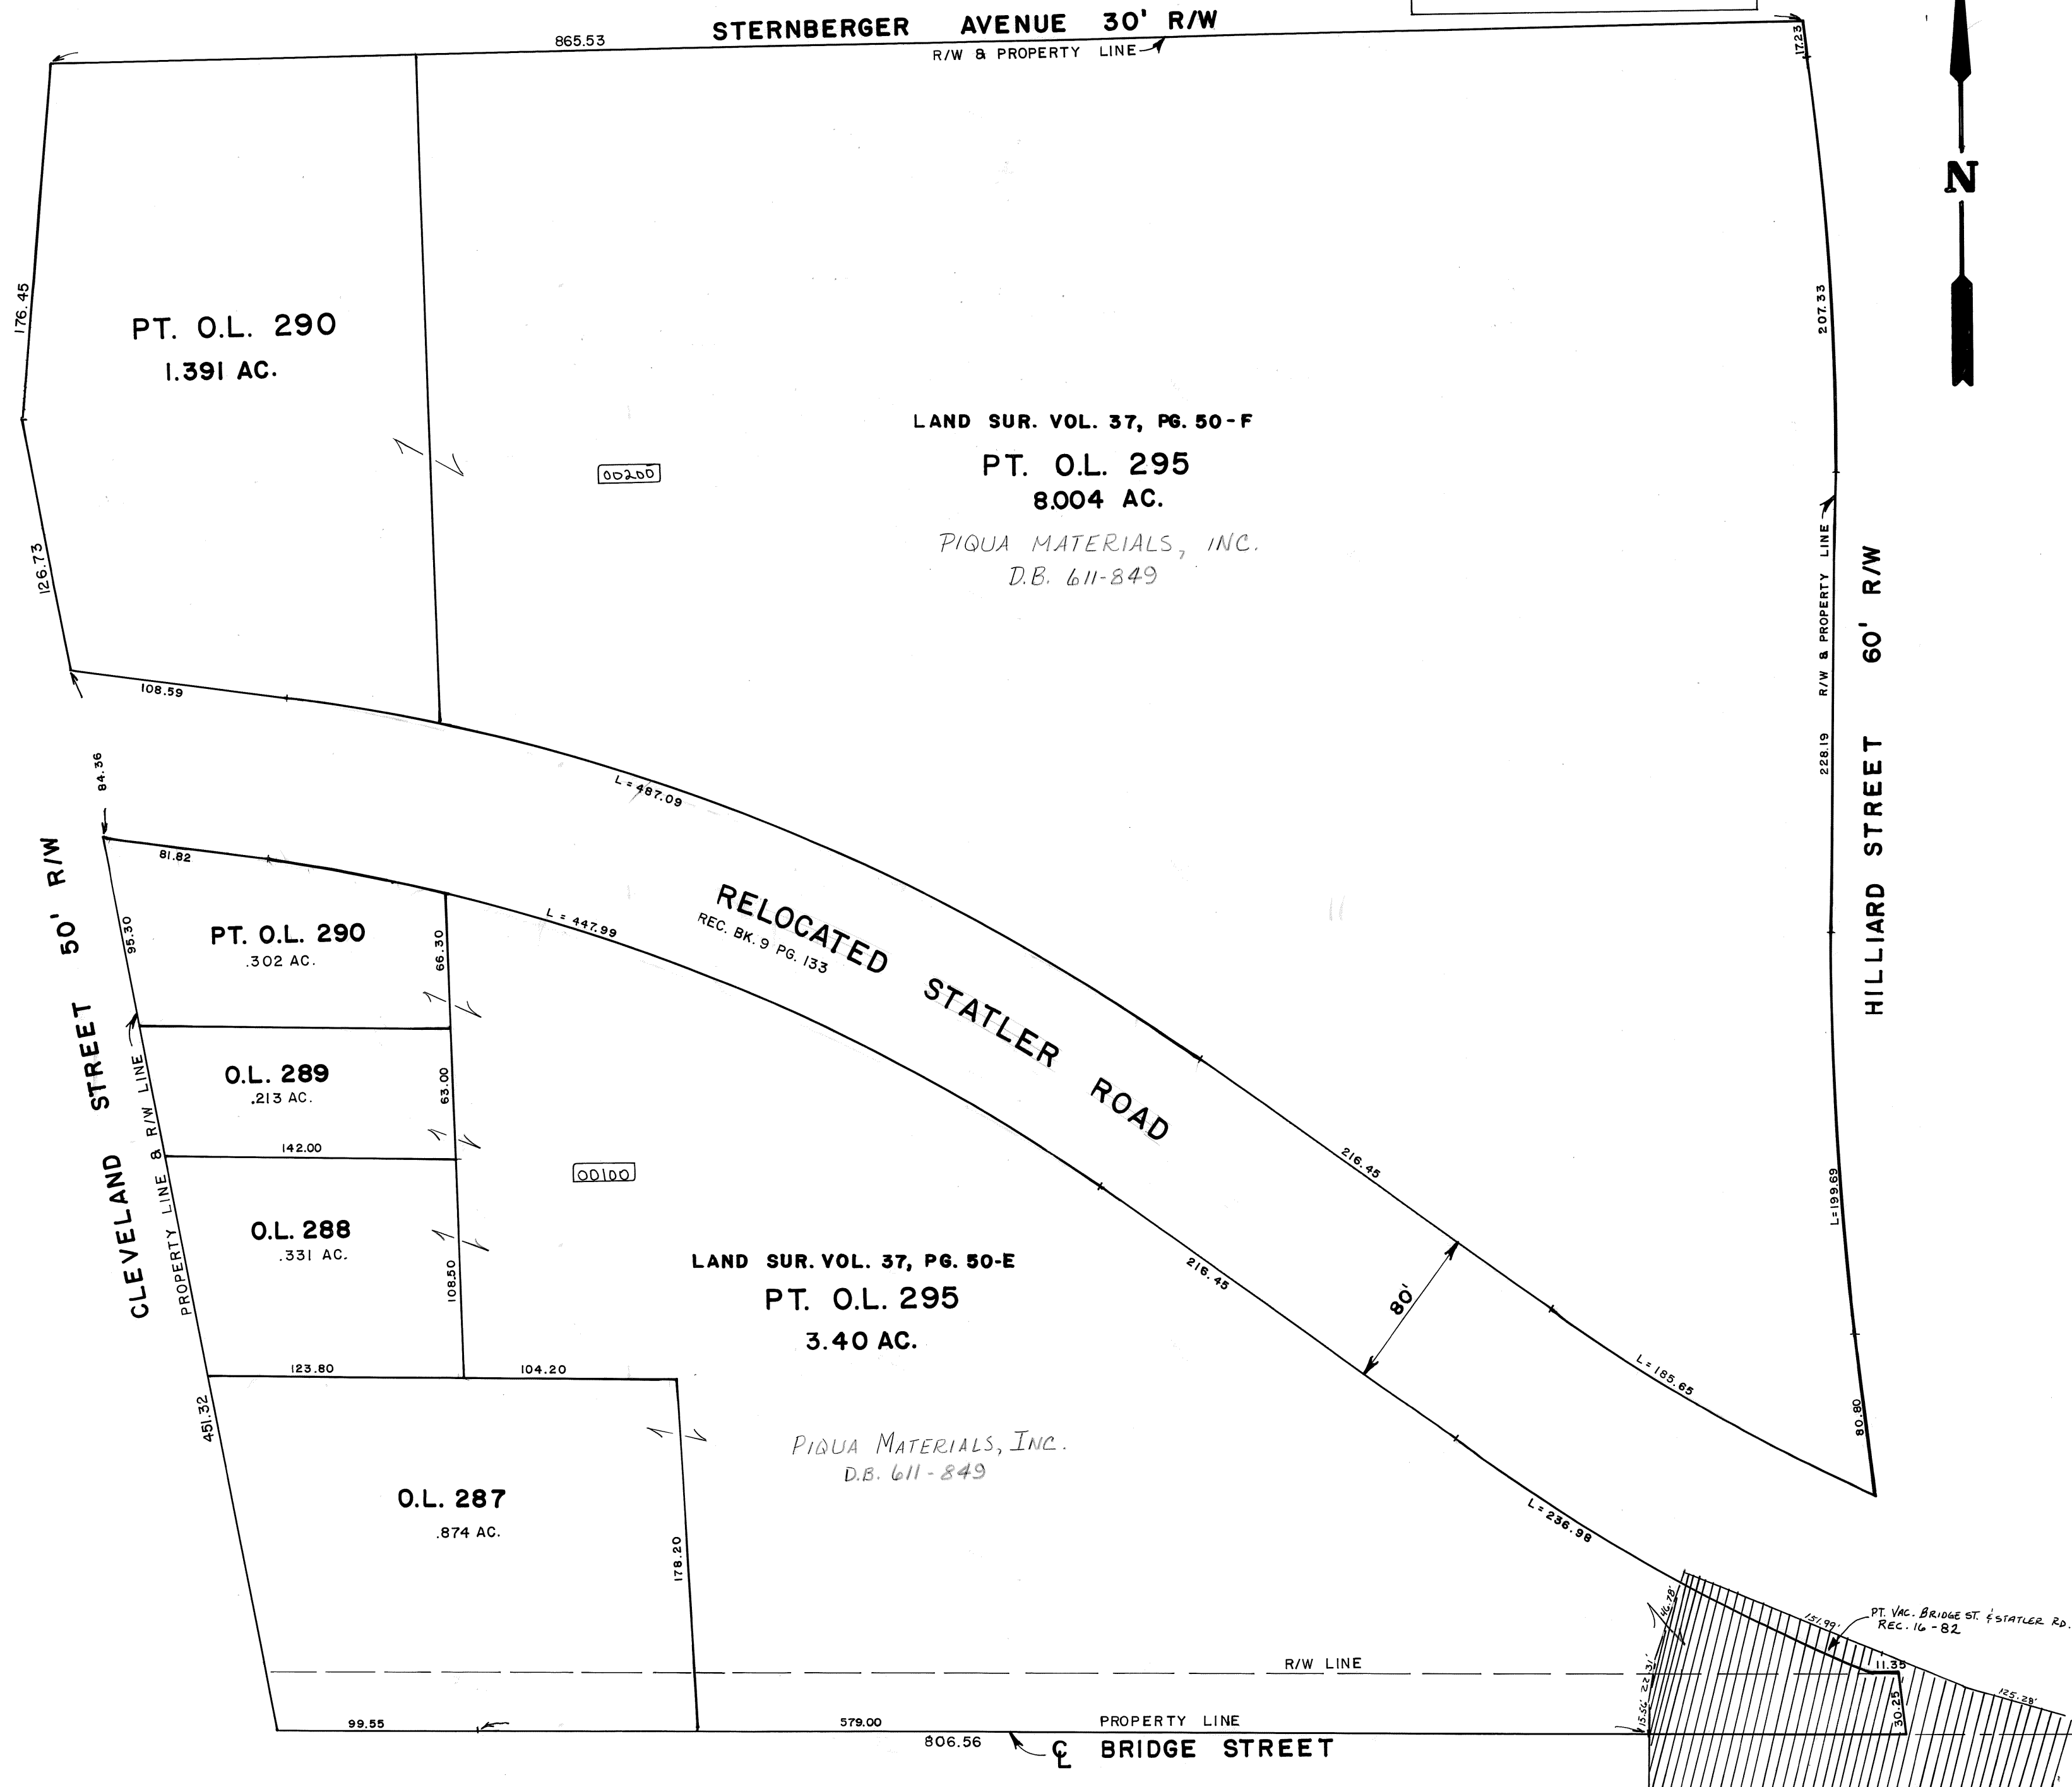 STERNBERGER AVENUE 30' R/W
865.53
R/W & PROPERTY LINE
17.23
N
176.45
PT. O.L. 290
1.391 AC.
207.33
LAND SUR. VOL. 37, PG. 50-F
PT. O.L. 295
8.004 AC.
00200
PIQUA MATERIALS, INC.
D.B. 611-849
126.73
R/W & PROPERTY LINE
HILLIARD STREET 60' R/W
228.19
108.59
84.36
L = 487.09
81.82
CLEVELAND STREET 50' R/W
95.30
PT. O.L. 290
.302 AC.
66.30
L = 447.99
RELOCATED STATLER ROAD
REC. BK. 9 PG. 133
PROPERTY LINE & R/W LINE
O.L. 289
.213 AC.
63.00
142.00
00100
216.45
L=199.69
O.L. 288
.331 AC.
108.50
LAND SUR. VOL. 37, PG. 50-E
PT. O.L. 295
3.40 AC.
216.45
80'
123.80
104.20
L = 185.65
80.80
451.32
PIQUA MATERIALS, INC.
D.B. 611-849
O.L. 287
.874 AC.
178.20
L = 236.98
46.78'
151.99'
PT. VAC. BRIDGE ST. & STATLER RD.
REC. 16-82
R/W LINE
11.35
22.31'
15.56'
125.28'
30.25
99.55
579.00
PROPERTY LINE
806.56
CL BRIDGE STREET